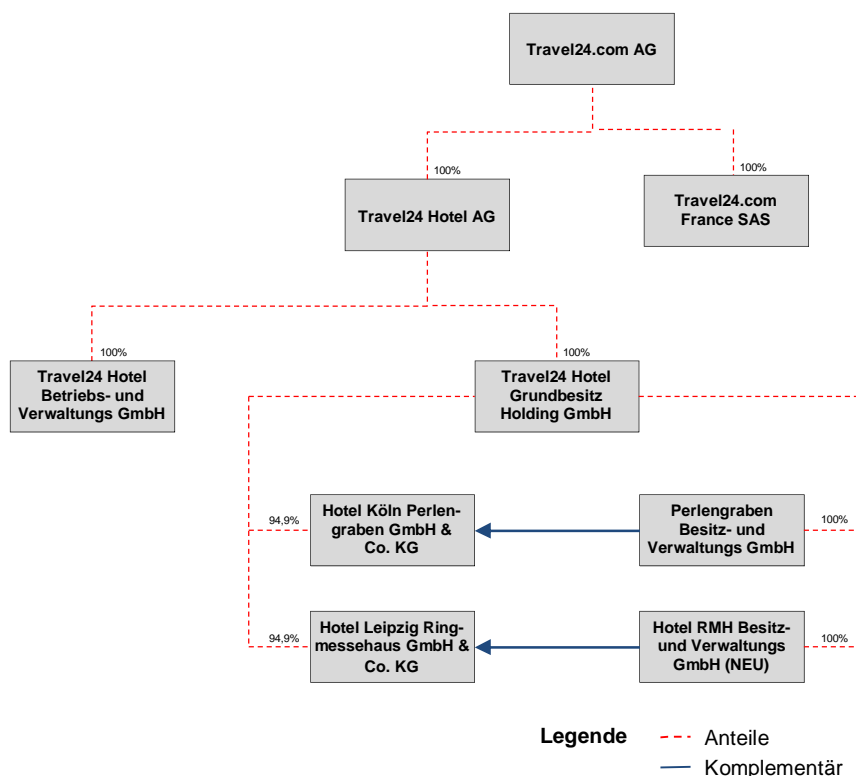 Travel24.com AG
100%
100%
Travel24 Hotel AG
Travel24.com
France SAS
100%
100%
Travel24 Hotel
Betriebs- und
Verwaltungs GmbH
Travel24 Hotel
Grundbesitz
Holding GmbH
94,9%
Hotel Köln Perlen-
graben GmbH &
Co. KG
Perlengraben
Besitz- und
Verwaltungs GmbH
100%
94,9%
Hotel Leipzig Ring-
messehaus GmbH &
Co. KG
Hotel RMH Besitz-
und Verwaltungs
GmbH (NEU)
100%
Legende
Anteile
Komplementär